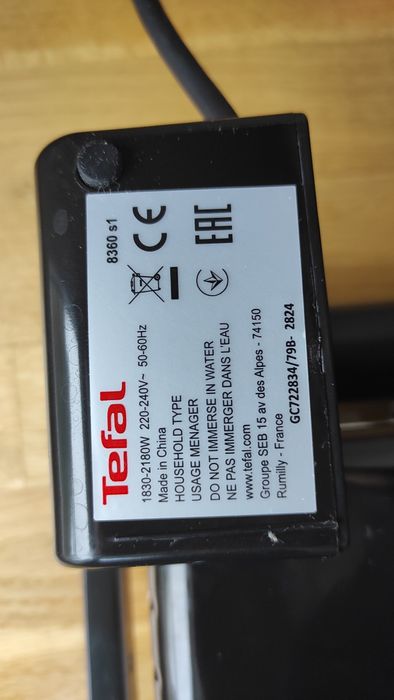 Tefal
8360 s1
1830-2180W 220-240V~ 50-60Hz
Made in China
HOUSEHOLD TYPE
USAGE MENAGER
DO NOT IMMERSE IN WATER
NE PAS IMMERGER DANS L'EAU
www.tefal.com
Groupe SEB 15 av des Alpes - 74150
Rumilly - France
GC722834/79B- 2824
CE
EAC